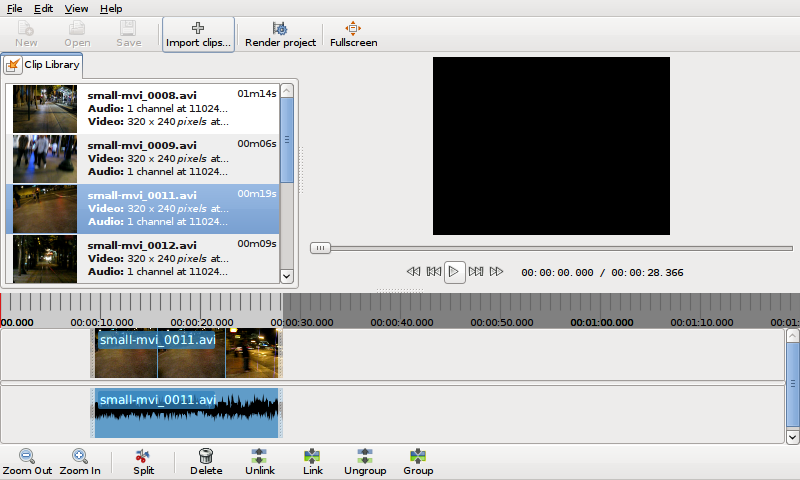 File Edit View Help
New Open Save Import clips... Render project Fullscreen
Clip Library
small-mvi_0008.avi 01m14s
Audio: 1 channel at 11024...
Video: 320 x 240 pixels at...
small-mvi_0009.avi 00m06s
Video: 320 x 240 pixels at...
Audio: 1 channel at 11024...
small-mvi_0011.avi 00m19s
Video: 320 x 240 pixels at...
Audio: 1 channel at 11024...
small-mvi_0012.avi 00m09s
Video: 320 x 240 pixels at...
Audio: 1 channel at 11024...
00:00:00.000 / 00:00:28.366
00.000 00:00:10.000 00:00:20.000 00:00:30.000 00:00:40.000 00:00:50.000 00:01:00.000 00:01:10.000 00:01:
small-mvi_0011.avi
small-mvi_0011.avi
Zoom Out Zoom In Split Delete Unlink Link Ungroup Group